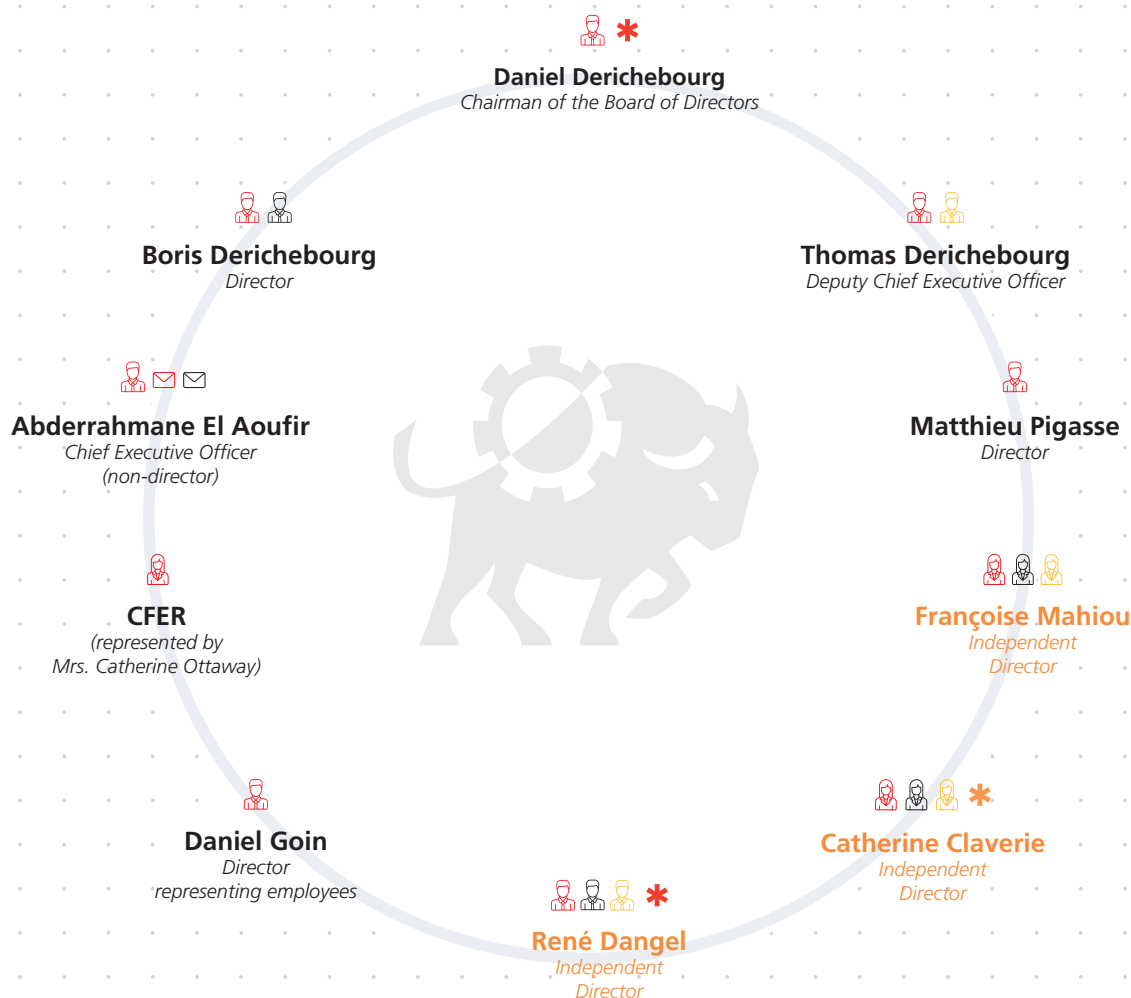 Daniel Derichebourg
Chairman of the Board of Directors
Boris Derichebourg
Director
Thomas Derichebourg
Deputy Chief Executive Officer
Abderrahmane El Aoufir
Chief Executive Officer
(non-director)
Matthieu Pigasse
Director
CFER
(represented by
Mrs. Catherine Ottaway)
Françoise Mahiou
Independent
Director
Daniel Goin
Director
representing employees
Catherine Claverie
Independent
Director
René Dangel
Independent
Director